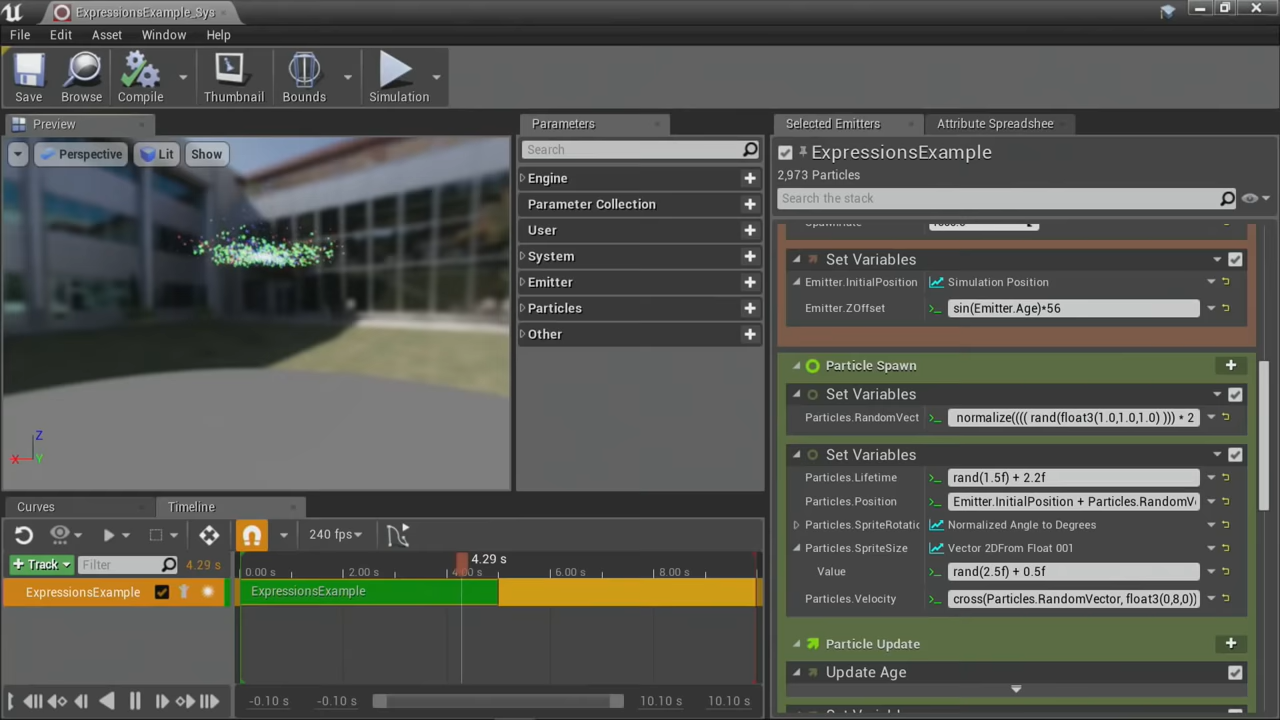 ExpressionsExample_Sys
File Edit Asset Window Help
Save Browse Compile Thumbnail Bounds Simulation
Preview
Perspective Lit Show
Z
X Y
Parameters
Search
Engine
Parameter Collection
User
System
Emitter
Particles
Other
Selected Emitters Attribute Spreadshee
ExpressionsExample
2,973 Particles
Search the stack
Set Variables
Emitter.InitialPosition Simulation Position
Emitter.ZOffset sin(Emitter.Age)*56
Particle Spawn
Set Variables
Particles.RandomVect normalize(((( rand(float3(1.0,1.0,1.0) ))) * 2
Set Variables
Particles.Lifetime rand(1.5f) + 2.2f
Particles.Position Emitter.InitialPosition + Particles.RandomV
Particles.SpriteRotatic Normalized Angle to Degrees
Particles.SpriteSize Vector 2DFrom Float 001
Value rand(2.5f) + 0.5f
Particles.Velocity cross(Particles.RandomVector, float3(0,8,0))
Particle Update
Update Age
Curves Timeline
240 fps
4.29 s
Track Filter 4.29 s
0.00 s 2.00 s 4.00 s 6.00 s 8.00 s
ExpressionsExample ExpressionsExample
-0.10 s -0.10 s 10.10 s 10.10 s